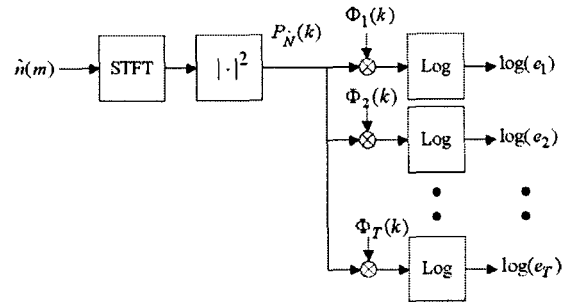 Φ₁(k)
P_N̂(k)
n̂(m)
STFT
|·|²
Log
log(e₁)
Φ₂(k)
Log
log(e₂)
Φ_T(k)
Log
log(e_T)